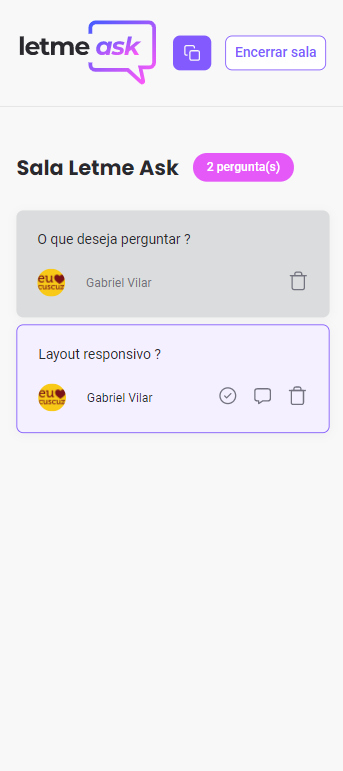 letme ask
Encerrar sala
Sala Letme Ask
2 pergunta(s)
O que deseja perguntar ?
eu
cuscuz
Gabriel Vilar
Layout responsivo ?
eu
cuscuz
Gabriel Vilar